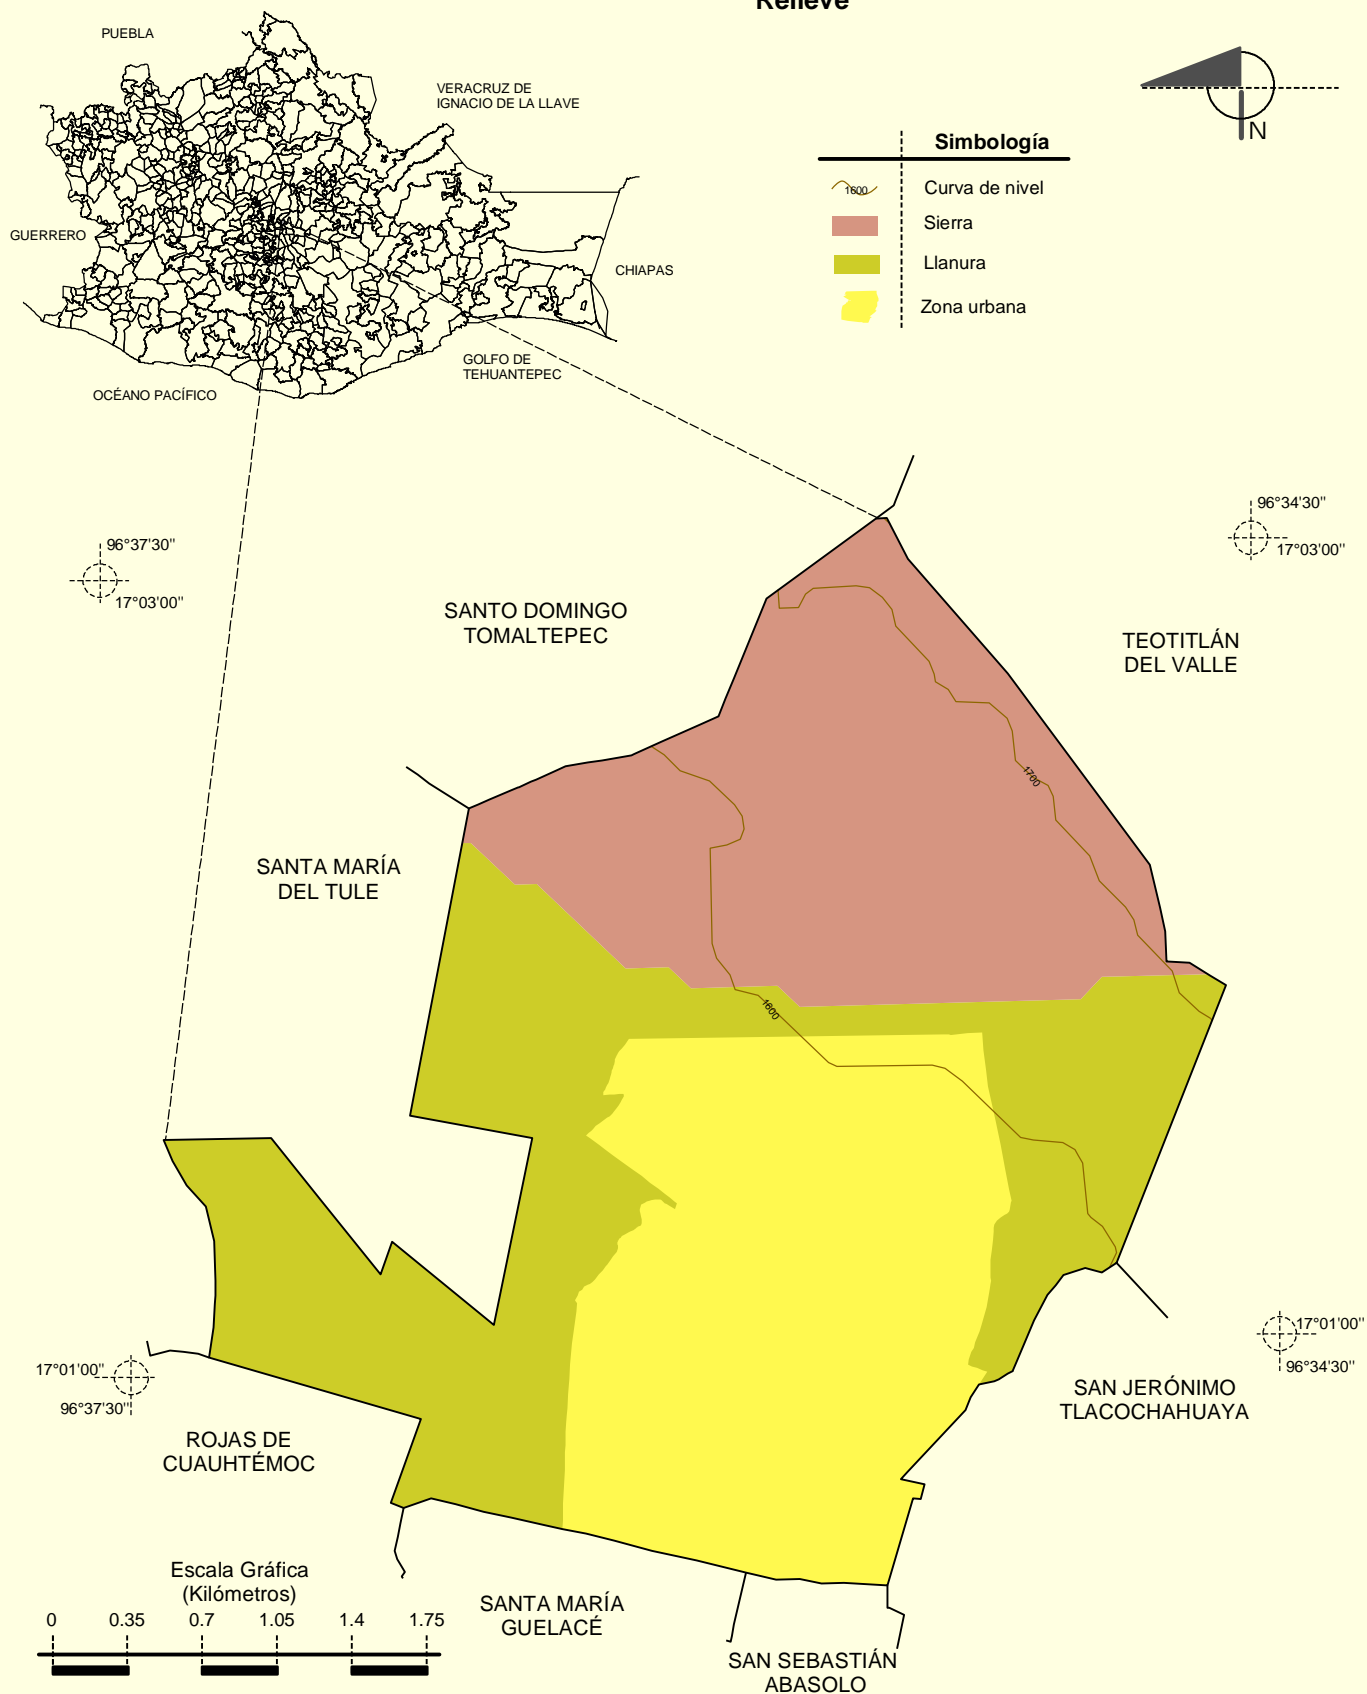 Relieve
PUEBLA
VERACRUZ DE
IGNACIO DE LA LLAVE
GUERRERO
CHIAPAS
GOLFO DE
TEHUANTEPEC
OCÉANO PACÍFICO
N
Simbología
1600
Curva de nivel
Sierra
Llanura
Zona urbana
96°34'30"
17°03'00"
96°37'30"
17°03'00"
SANTO DOMINGO
TOMALTEPEC
TEOTITLÁN
DEL VALLE
1700
SANTA MARÍA
DEL TULE
1600
17°01'00"
96°34'30"
17°01'00"
96°37'30"
SAN JERÓNIMO
TLACOCHAHUAYA
ROJAS DE
CUAUHTÉMOC
Escala Gráfica
(Kilómetros)
0 0.35 0.7 1.05 1.4 1.75
SANTA MARÍA
GUELACÉ
SAN SEBASTIÁN
ABASOLO